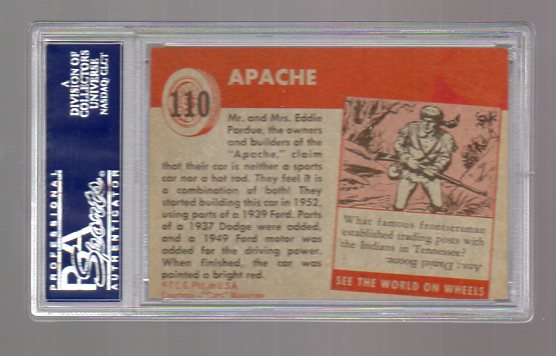 A
DIVISION OF
COLLECTORS
UNIVERSE
NASDAQ: CLCT
PROFESSIONAL
PSA
Sports
AUTHENTICATOR
110
APACHE
Mr. and Mrs. Eddie
Pardue, the owners
and builders of the
"Apache," claim
that their car is neither a sports
car nor a hot rod. They feel it is
a combination of both! They
started building this car in 1952,
using parts of a 1939 Ford. Parts
of a 1937 Dodge were added,
and a 1949 Ford motor was
added for the driving power.
When finished, the car was
painted a bright red.
© T.C.G. Ptd. in U.S.A.
Courtesy—"Cars" Magazine
What famous frontiersman
established trading posts with
the Indians in Tennessee?
Ans: Daniel Boone.
SEE THE WORLD ON WHEELS